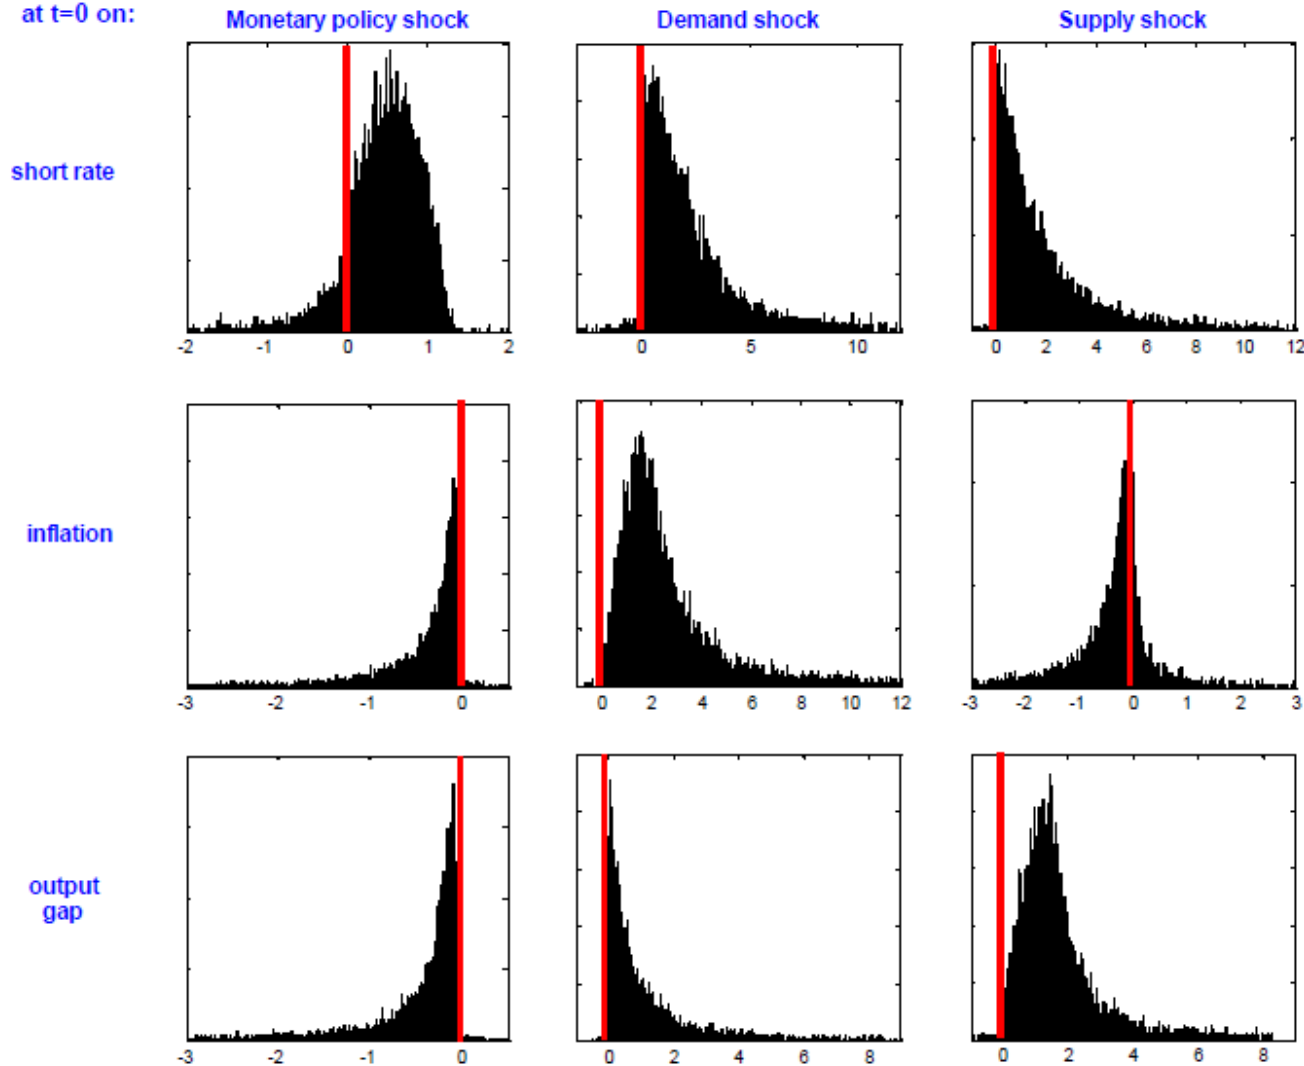 at t=0 on:
Monetary policy shock
Demand shock
Supply shock
short rate
-2 -1 0 1 2
0 5 10
0 2 4 6 8 10 12
inflation
-3 -2 -1 0
0 2 4 6 8 10 12
-3 -2 -1 0 1 2 3
output
gap
-3 -2 -1 0
0 2 4 6 8
0 2 4 6 8